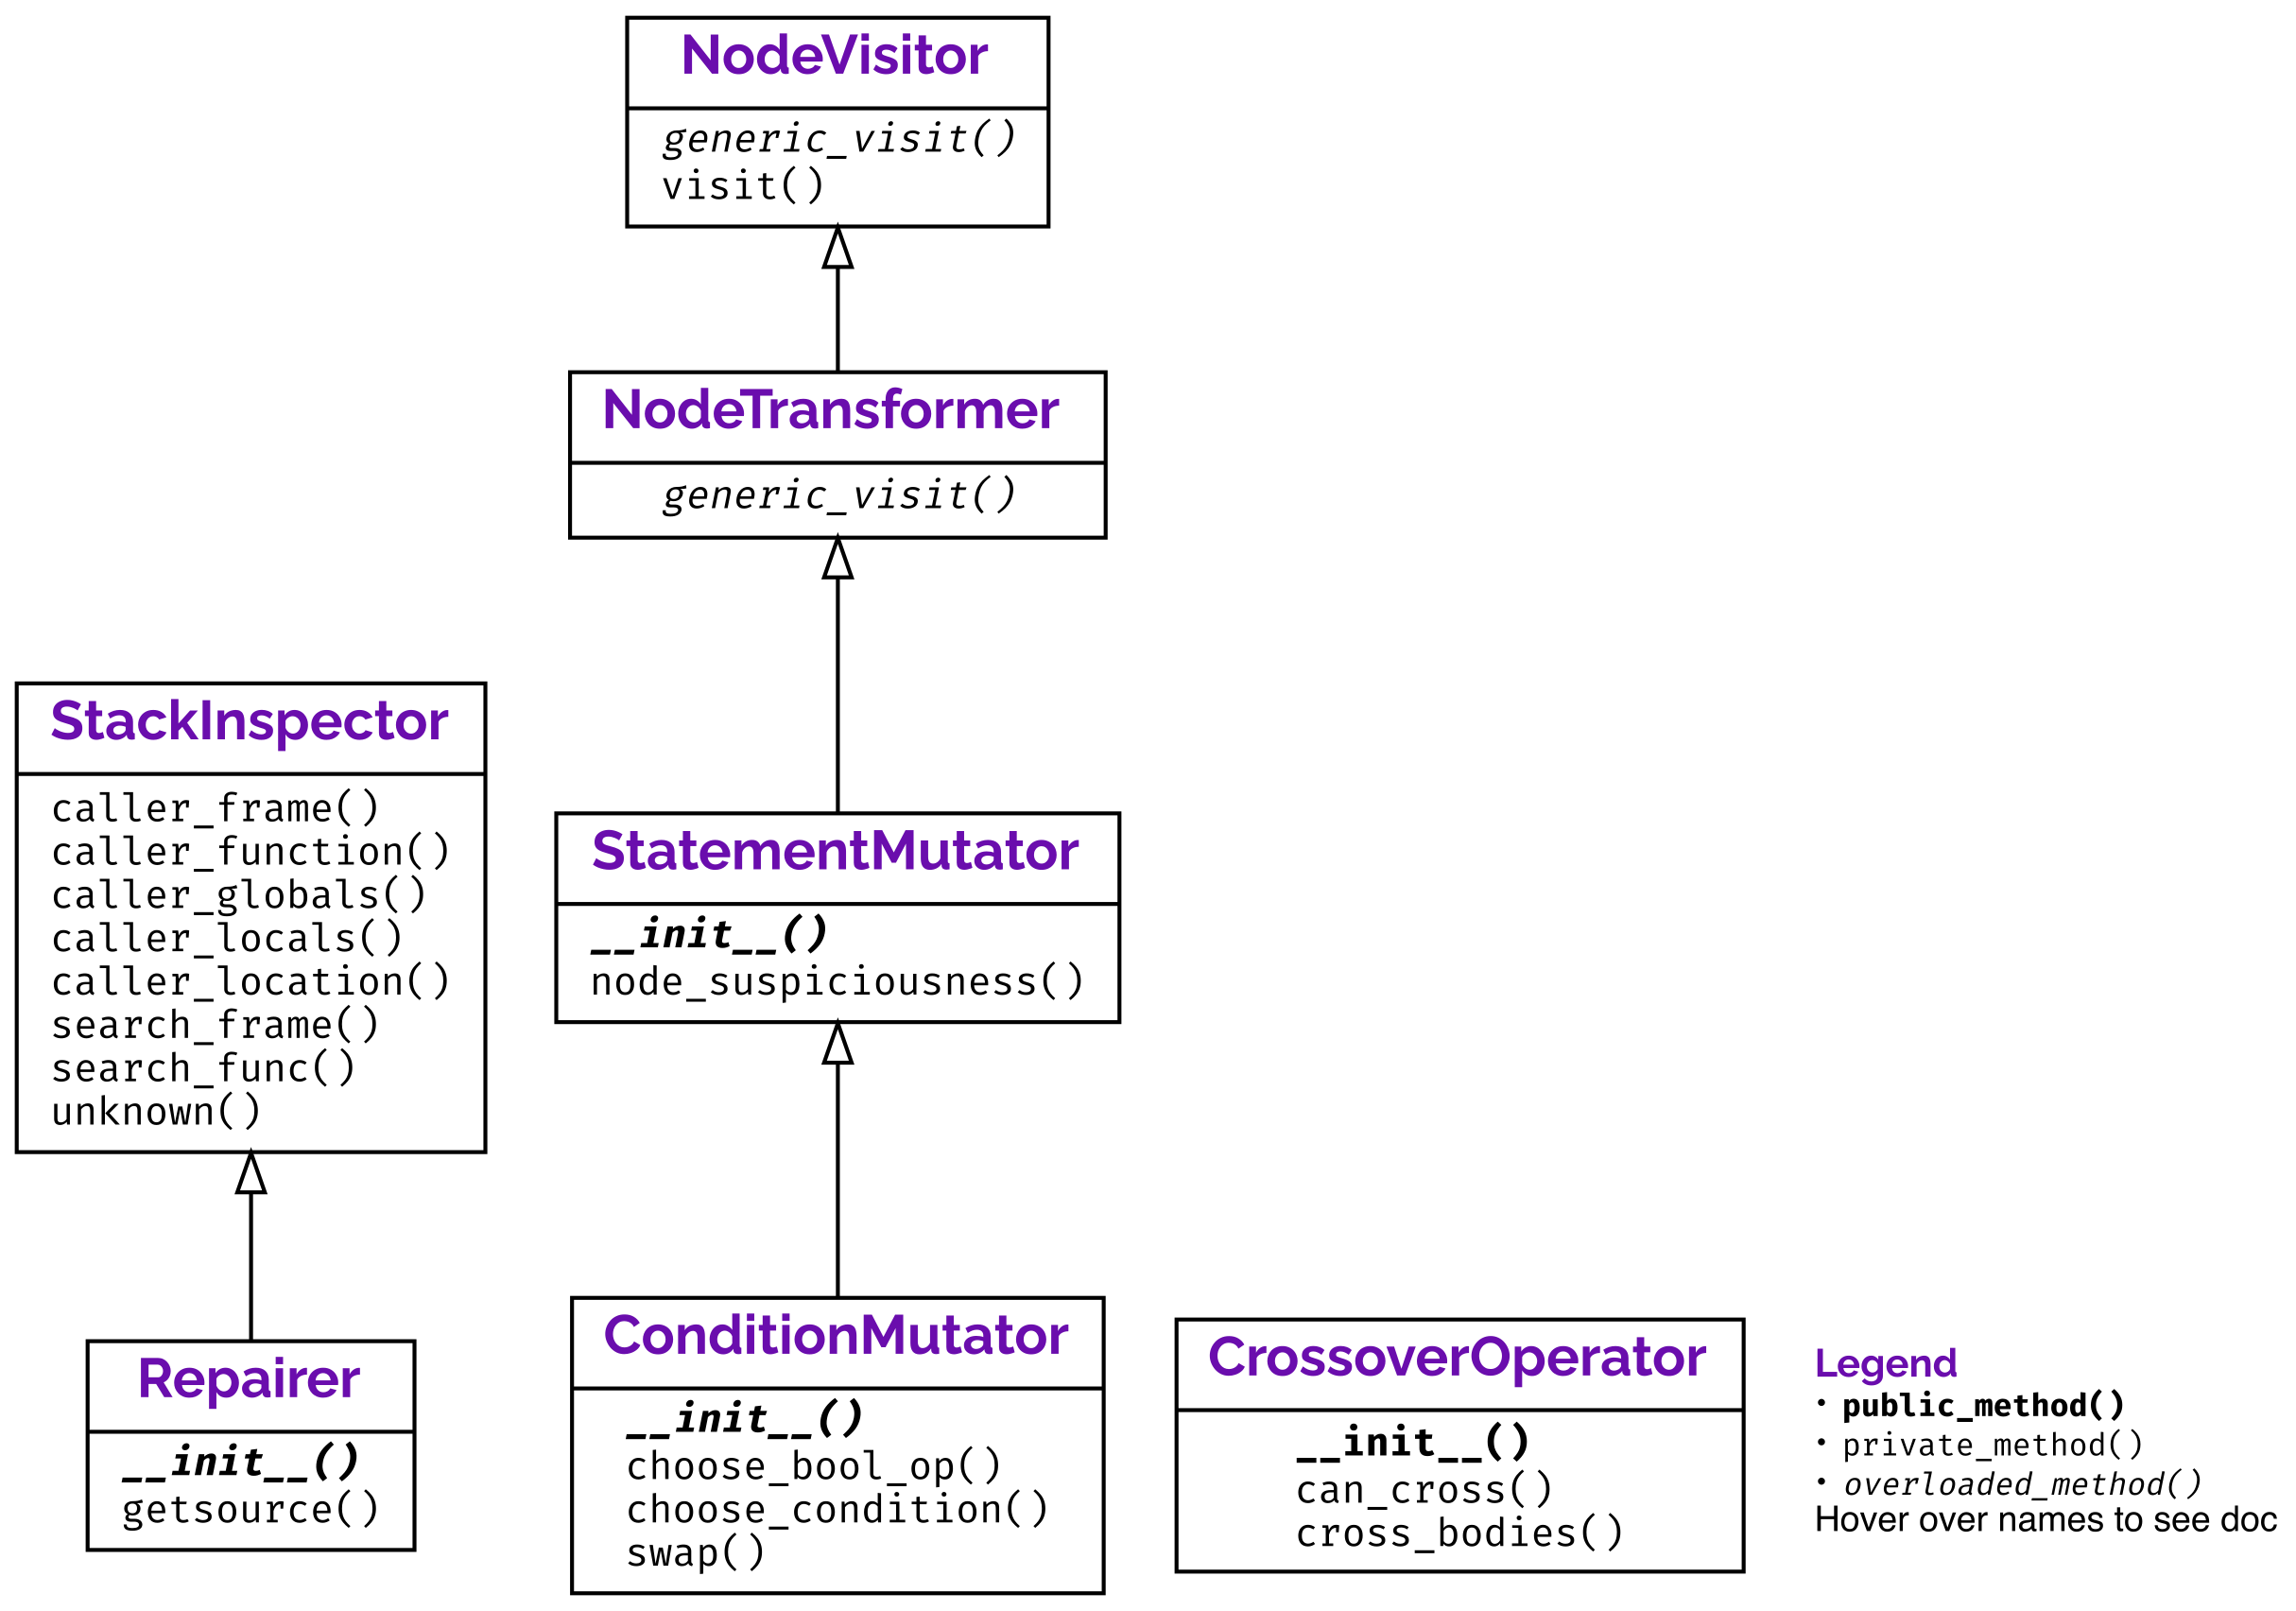 NodeVisitor
generic_visit()
visit()
NodeTransformer
generic_visit()
StackInspector
caller_frame()
caller_function()
caller_globals()
caller_locals()
caller_location()
search_frame()
search_func()
unknown()
StatementMutator
__init__()
node_suspiciousness()
Repairer
__init__()
getsource()
ConditionMutator
__init__()
choose_bool_op()
choose_condition()
swap()
CrossoverOperator
__init__()
can_cross()
cross_bodies()
Legend
• public_method()
• private_method()
• overloaded_method()
Hover over names to see doc